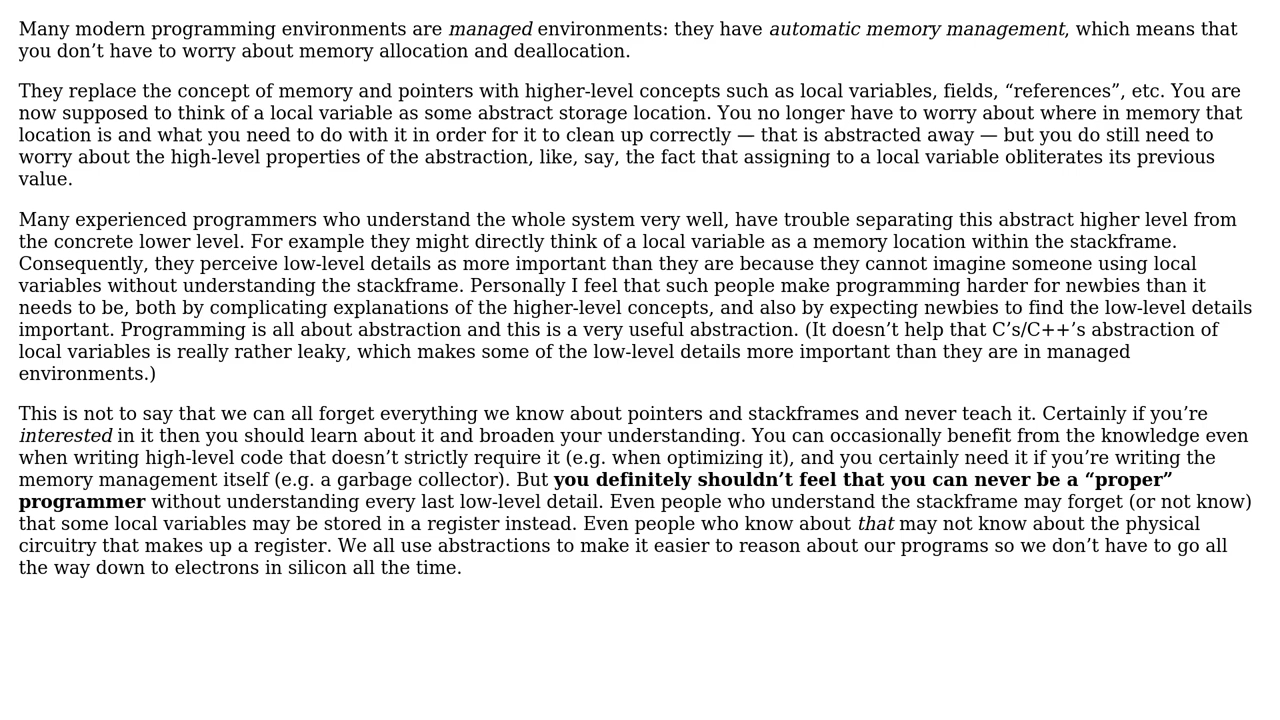 Many modern programming environments are managed environments: they have automatic memory management, which means that
you don’t have to worry about memory allocation and deallocation.
They replace the concept of memory and pointers with higher-level concepts such as local variables, fields, “references”, etc. You are
now supposed to think of a local variable as some abstract storage location. You no longer have to worry about where in memory that
location is and what you need to do with it in order for it to clean up correctly — that is abstracted away — but you do still need to
worry about the high-level properties of the abstraction, like, say, the fact that assigning to a local variable obliterates its previous
value.
Many experienced programmers who understand the whole system very well, have trouble separating this abstract higher level from
the concrete lower level. For example they might directly think of a local variable as a memory location within the stackframe.
Consequently, they perceive low-level details as more important than they are because they cannot imagine someone using local
variables without understanding the stackframe. Personally I feel that such people make programming harder for newbies than it
needs to be, both by complicating explanations of the higher-level concepts, and also by expecting newbies to find the low-level details
important. Programming is all about abstraction and this is a very useful abstraction. (It doesn’t help that C’s/C++’s abstraction of
local variables is really rather leaky, which makes some of the low-level details more important than they are in managed
environments.)
This is not to say that we can all forget everything we know about pointers and stackframes and never teach it. Certainly if you’re
interested in it then you should learn about it and broaden your understanding. You can occasionally benefit from the knowledge even
when writing high-level code that doesn’t strictly require it (e.g. when optimizing it), and you certainly need it if you’re writing the
memory management itself (e.g. a garbage collector). But you definitely shouldn’t feel that you can never be a “proper”
programmer without understanding every last low-level detail. Even people who understand the stackframe may forget (or not know)
that some local variables may be stored in a register instead. Even people who know about that may not know about the physical
circuitry that makes up a register. We all use abstractions to make it easier to reason about our programs so we don’t have to go all
the way down to electrons in silicon all the time.